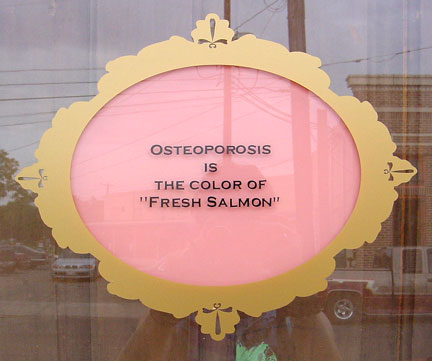 Osteoporosis
is
the color of
"Fresh Salmon"